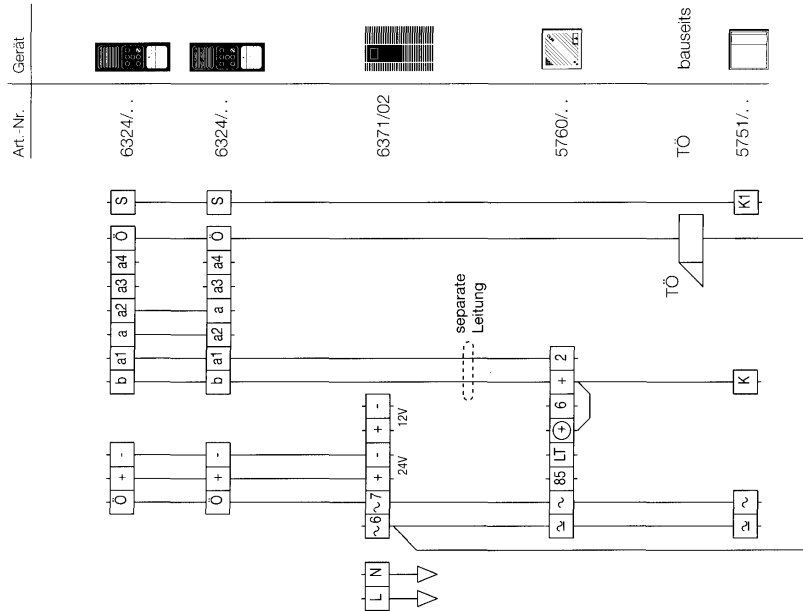 Art.-Nr. Gerät
Ö + - b a1 a a2 a3 a4 Ö S 6324/. .
Ö + - b a1 a2 a a3 a4 Ö S 6324/. .
L N ~6 ~7 + - + - 6371/02
24V 12V
separate
Leitung
≂ ~ 85 LT + 6 + 2 5760/. .
TÖ
TÖ bauseits
≂ ~ K K1 5751/. .